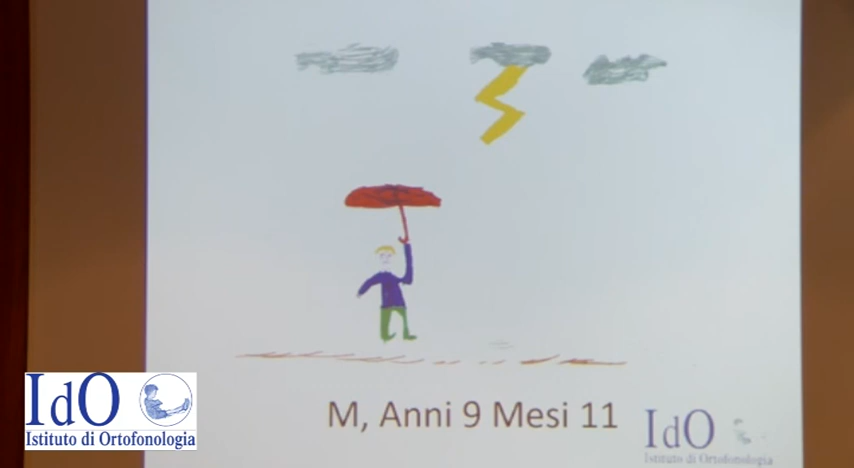 M, Anni 9 Mesi 11
IdO
Istituto di Ortofonologia
IdO
Istituto di Ortofonologia